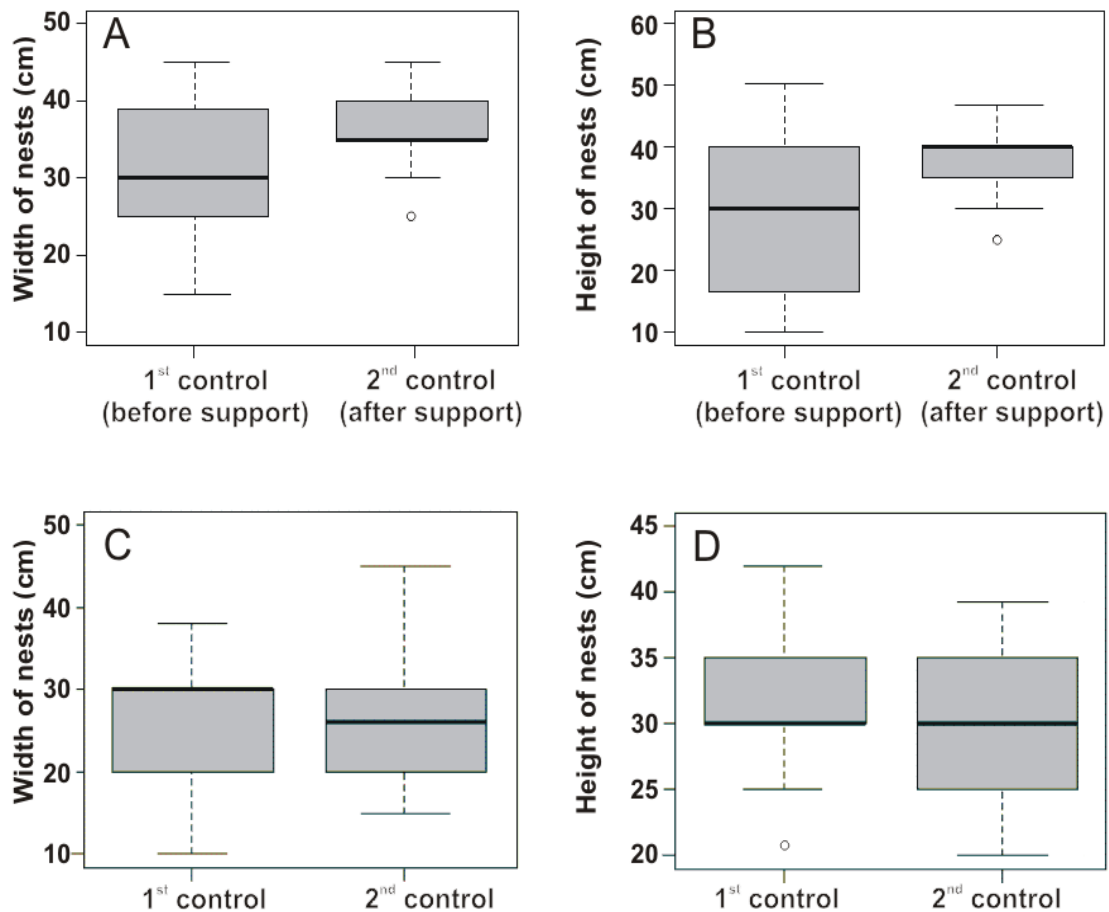 A
Width of nests (cm)
50
40
30
20
10
1st control
(before support)
2nd control
(after support)
B
Height of nests (cm)
60
50
40
30
20
10
1st control
(before support)
2nd control
(after support)
C
Width of nests (cm)
50
40
30
20
10
1st control
2nd control
D
Height of nests (cm)
45
40
35
30
25
20
1st control
2nd control